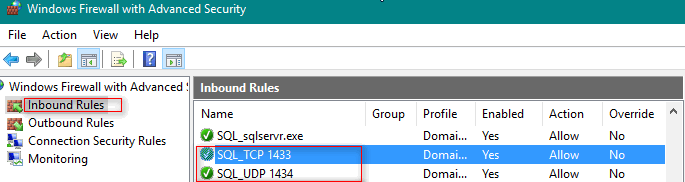 Windows Firewall with Advanced Security
File Action View Help
Windows Firewall with Advanced S
Inbound Rules
Outbound Rules
Connection Security Rules
Monitoring
Inbound Rules
Name Group Profile Enabled Action Override
SQL_sqlservr.exe Domai... Yes Allow No
SQL_TCP 1433 Domai... Yes Allow No
SQL_UDP 1434 Domai... Yes Allow No